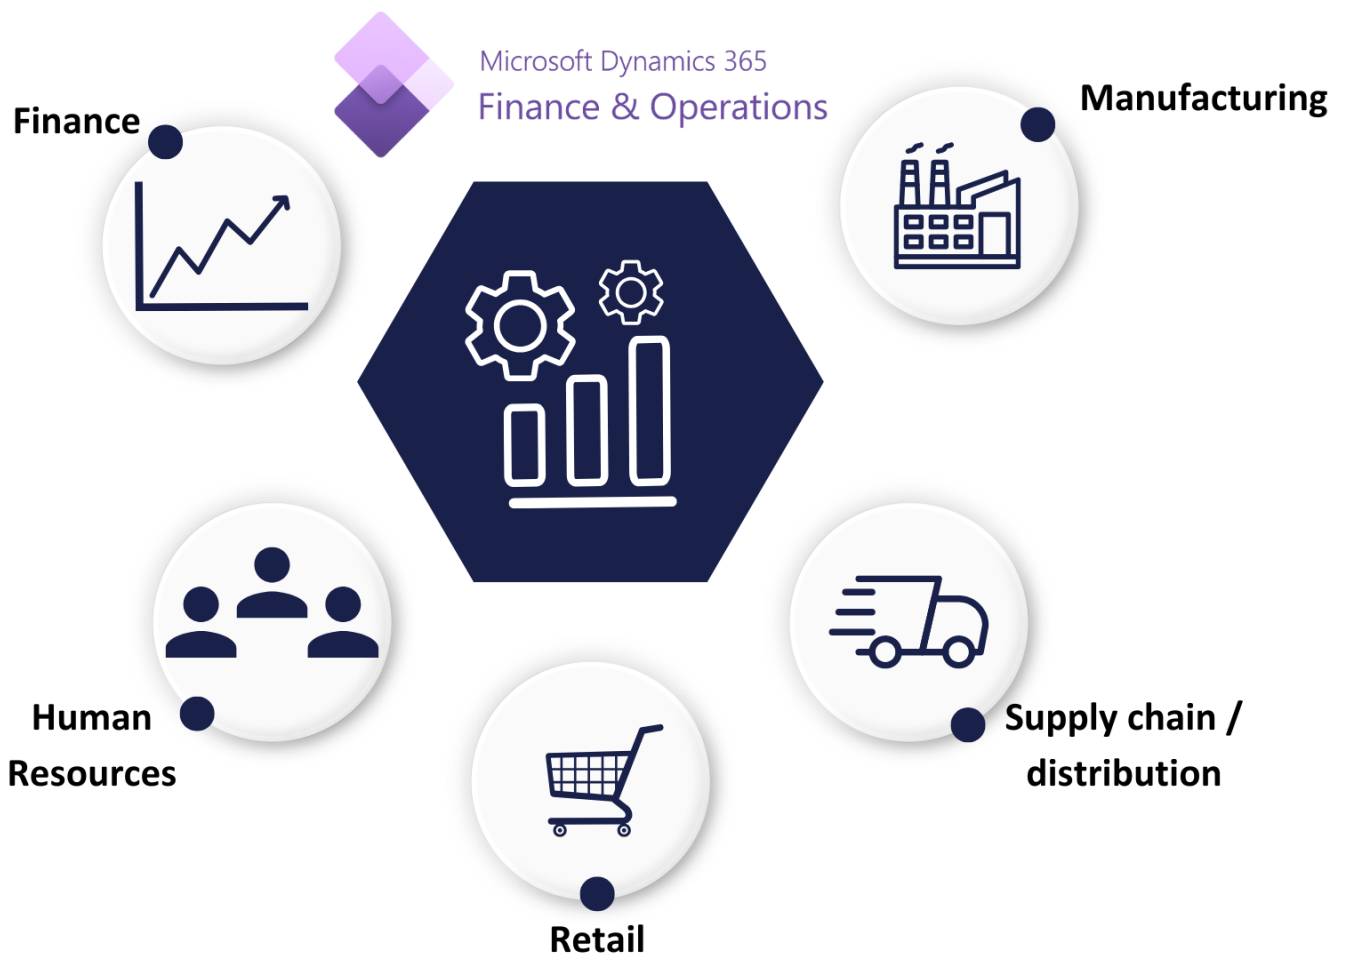 Microsoft Dynamics 365
Finance & Operations
Finance
Manufacturing
Human
Resources
Supply chain /
distribution
Retail